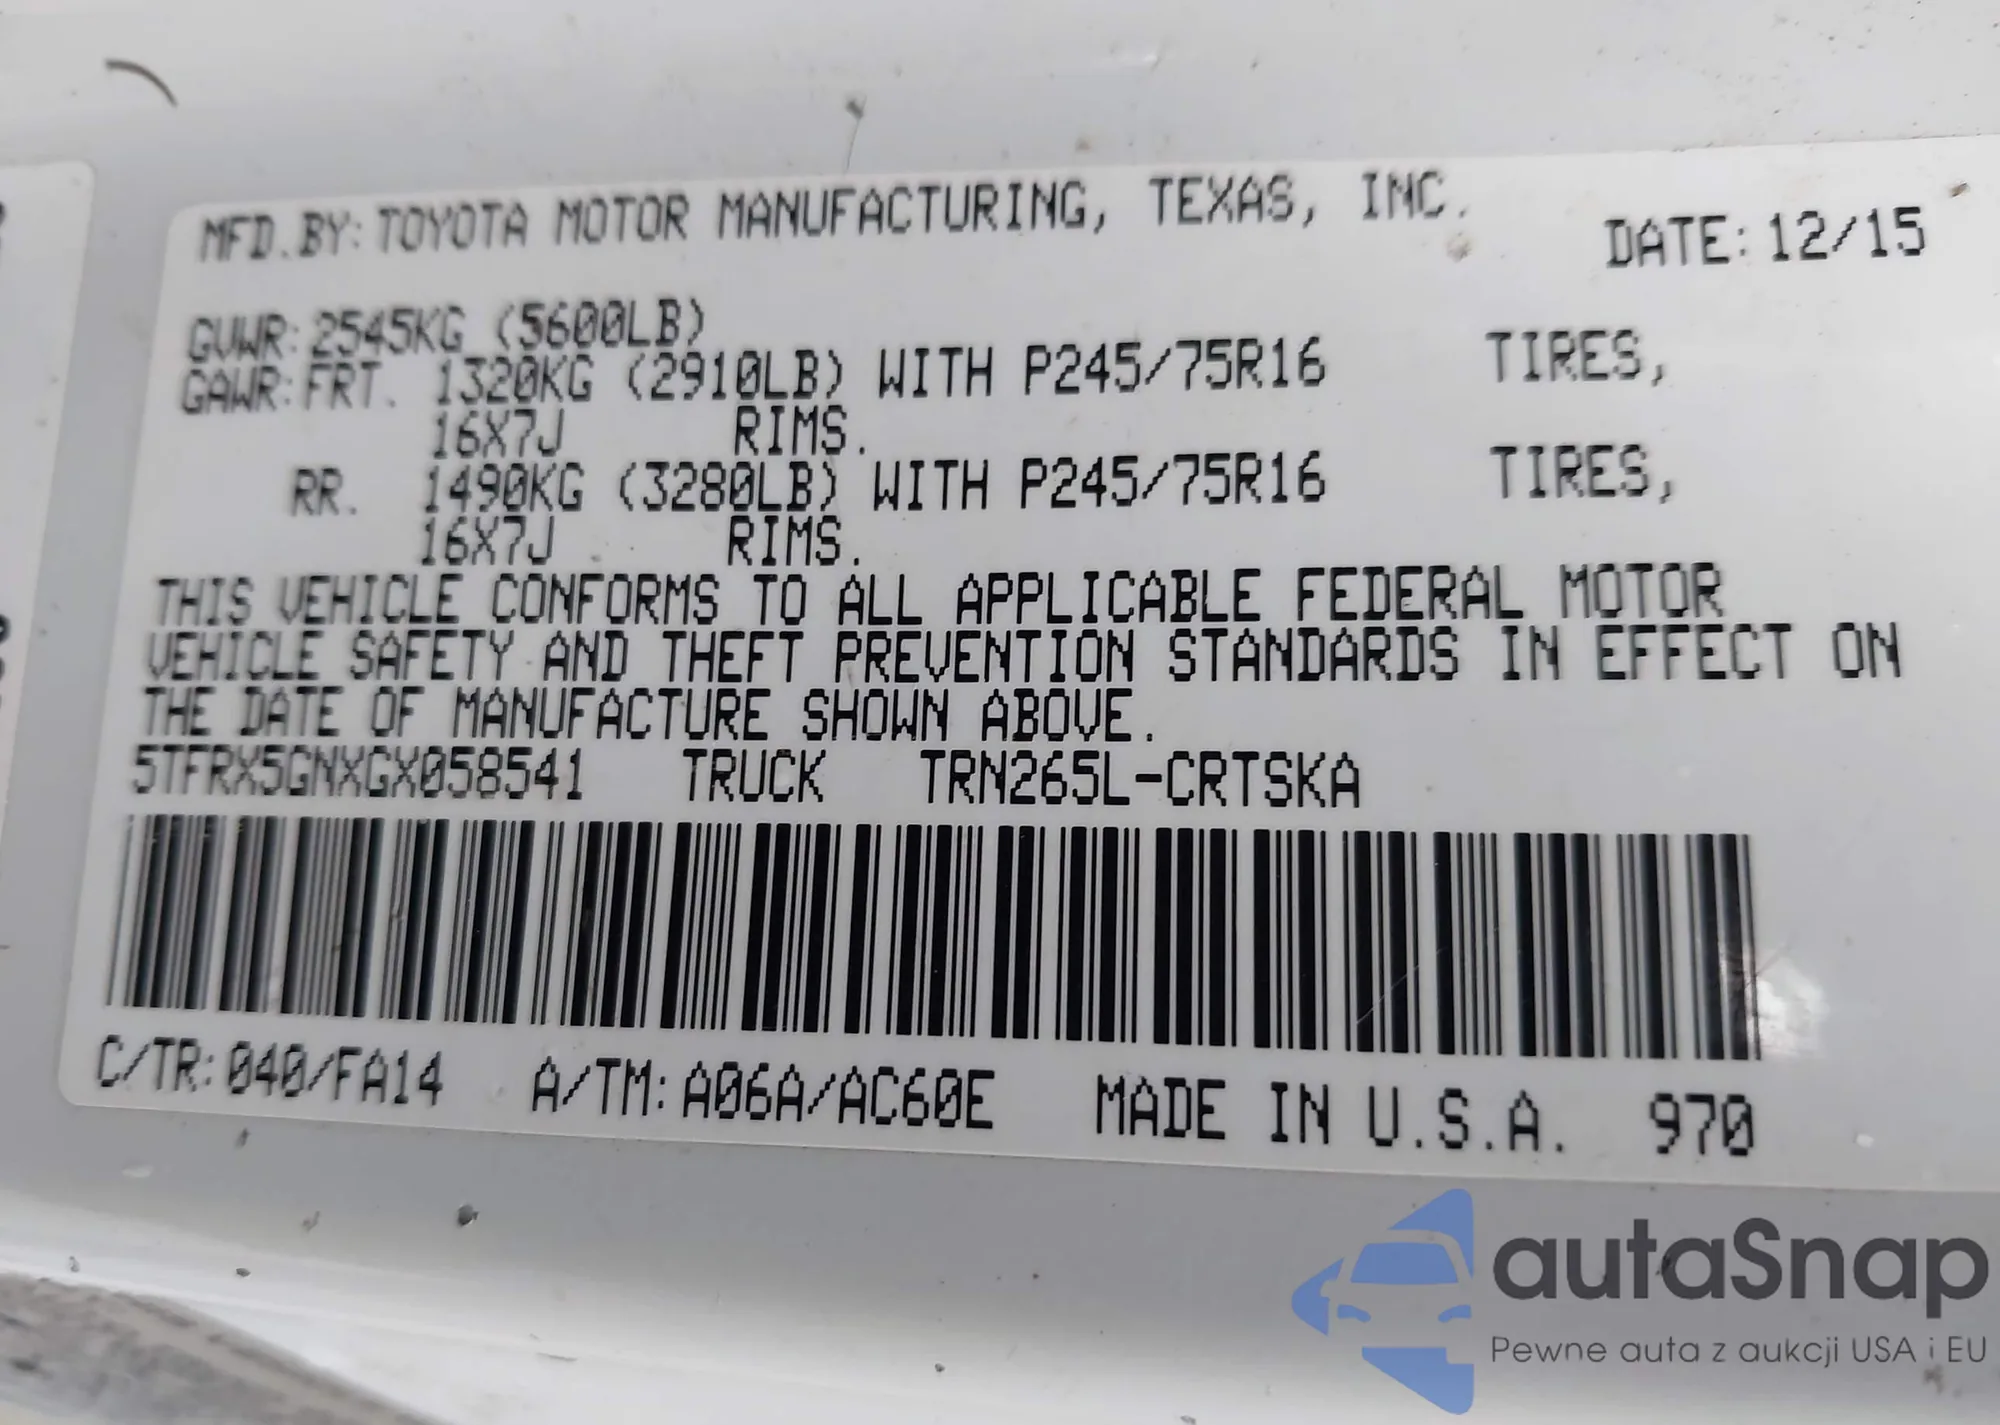 MFD.BY: TOYOTA MOTOR MANUFACTURING, TEXAS, INC. DATE: 12/15
GVWR: 2545KG (5600LB)
GAWR: FRT. 1320KG (2910LB) WITH P245/75R16 TIRES,
16X7J RIMS.
RR. 1490KG (3280LB) WITH P245/75R16 TIRES,
16X7J RIMS.
THIS VEHICLE CONFORMS TO ALL APPLICABLE FEDERAL MOTOR
VEHICLE SAFETY AND THEFT PREVENTION STANDARDS IN EFFECT ON
THE DATE OF MANUFACTURE SHOWN ABOVE.
5TFRX5GNXGX058541 TRUCK TRN265L-CRTSKA
C/TR: 040/FA14 A/TM: A06A/AC60E MADE IN U.S.A. 970
autaSnap
Pewne auta z aukcji USA i EU